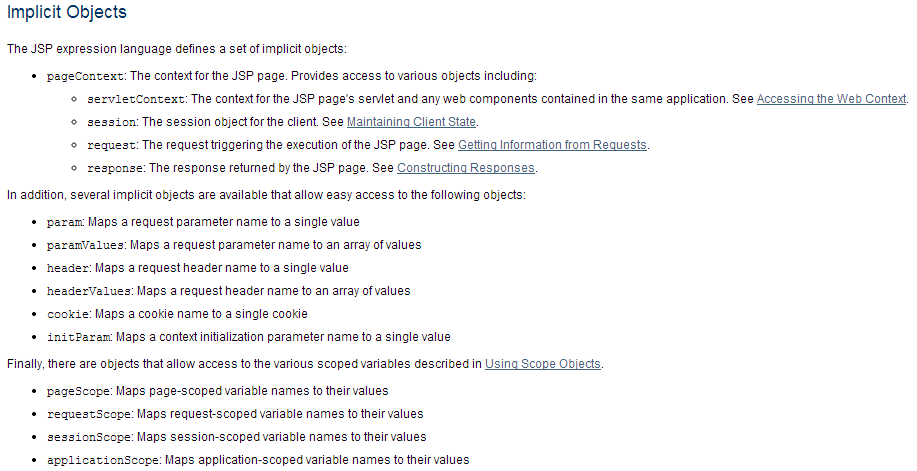 Implicit Objects
The JSP expression language defines a set of implicit objects:
pageContext: The context for the JSP page. Provides access to various objects including:
servletContext: The context for the JSP page's servlet and any web components contained in the same application. See Accessing the Web Context.
session: The session object for the client. See Maintaining Client State.
request: The request triggering the execution of the JSP page. See Getting Information from Requests.
response: The response returned by the JSP page. See Constructing Responses.
In addition, several implicit objects are available that allow easy access to the following objects:
param: Maps a request parameter name to a single value
paramValues: Maps a request parameter name to an array of values
header: Maps a request header name to a single value
headerValues: Maps a request header name to an array of values
cookie: Maps a cookie name to a single cookie
initParam: Maps a context initialization parameter name to a single value
Finally, there are objects that allow access to the various scoped variables described in Using Scope Objects.
pageScope: Maps page-scoped variable names to their values
requestScope: Maps request-scoped variable names to their values
sessionScope: Maps session-scoped variable names to their values
applicationScope: Maps application-scoped variable names to their values